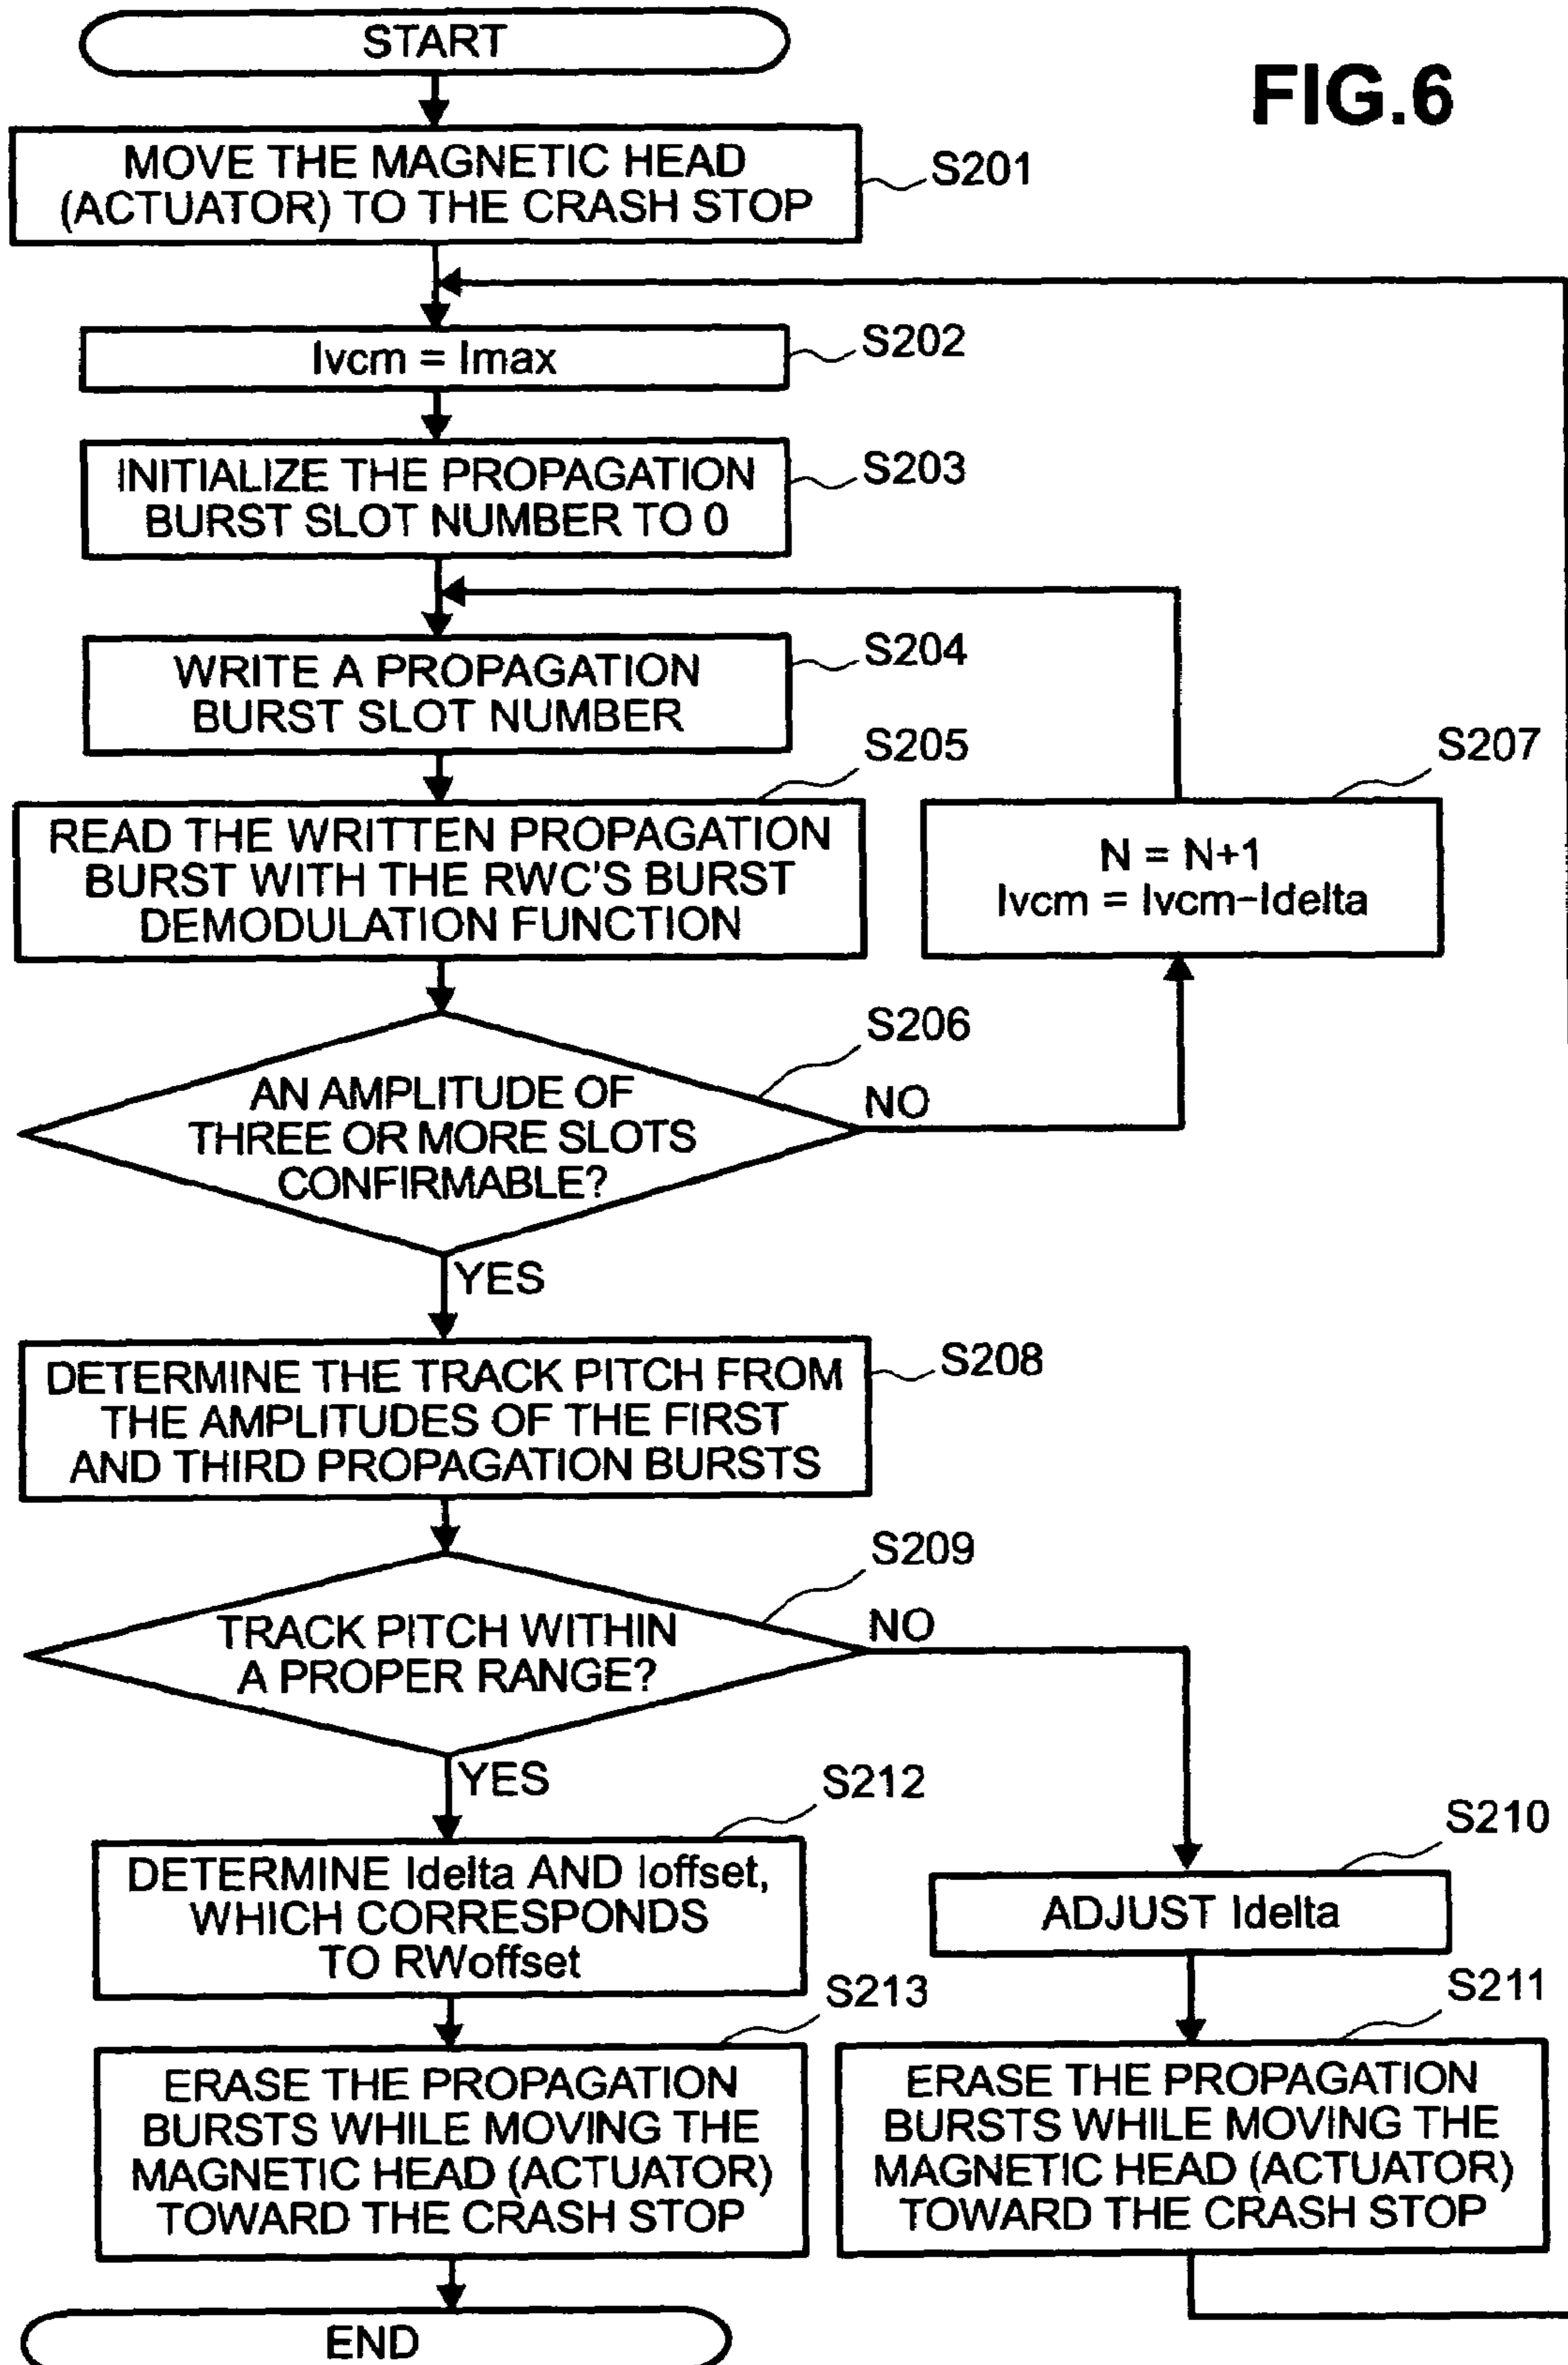 START
FIG.6
MOVE THE MAGNETIC HEAD
(ACTUATOR) TO THE CRASH STOP
S201
Ivcm = Imax
S202
INITIALIZE THE PROPAGATION
BURST SLOT NUMBER TO 0
S203
WRITE A PROPAGATION
BURST SLOT NUMBER
S204
S205
READ THE WRITTEN PROPAGATION
BURST WITH THE RWC'S BURST
DEMODULATION FUNCTION
S207
N = N+1
Ivcm = Ivcm-Idelta
S206
AN AMPLITUDE OF
THREE OR MORE SLOTS
CONFIRMABLE?
NO
YES
DETERMINE THE TRACK PITCH FROM
THE AMPLITUDES OF THE FIRST
AND THIRD PROPAGATION BURSTS
S208
S209
TRACK PITCH WITHIN
A PROPER RANGE?
NO
YES
S212
DETERMINE Idelta AND Ioffset,
WHICH CORRESPONDS
TO RWoffset
S210
ADJUST Idelta
S213
ERASE THE PROPAGATION
BURSTS WHILE MOVING THE
MAGNETIC HEAD (ACTUATOR)
TOWARD THE CRASH STOP
S211
ERASE THE PROPAGATION
BURSTS WHILE MOVING THE
MAGNETIC HEAD (ACTUATOR)
TOWARD THE CRASH STOP
END